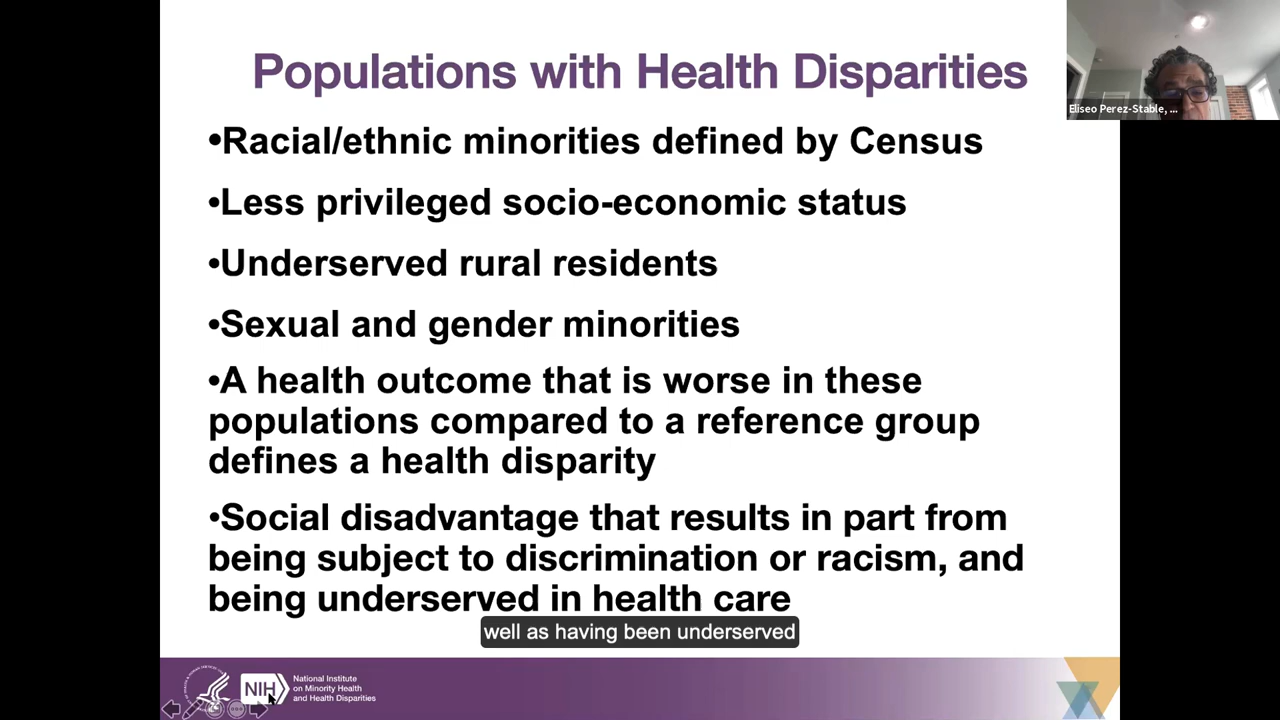 Populations with Health Disparities
Eliseo Perez-Stable, ...
•Racial/ethnic minorities defined by Census
•Less privileged socio-economic status
•Underserved rural residents
•Sexual and gender minorities
•A health outcome that is worse in these
populations compared to a reference group
defines a health disparity
•Social disadvantage that results in part from
being subject to discrimination or racism, and
being underserved in health care
well as having been underserved
NIH
National Institute
on Minority Health
and Health Disparities